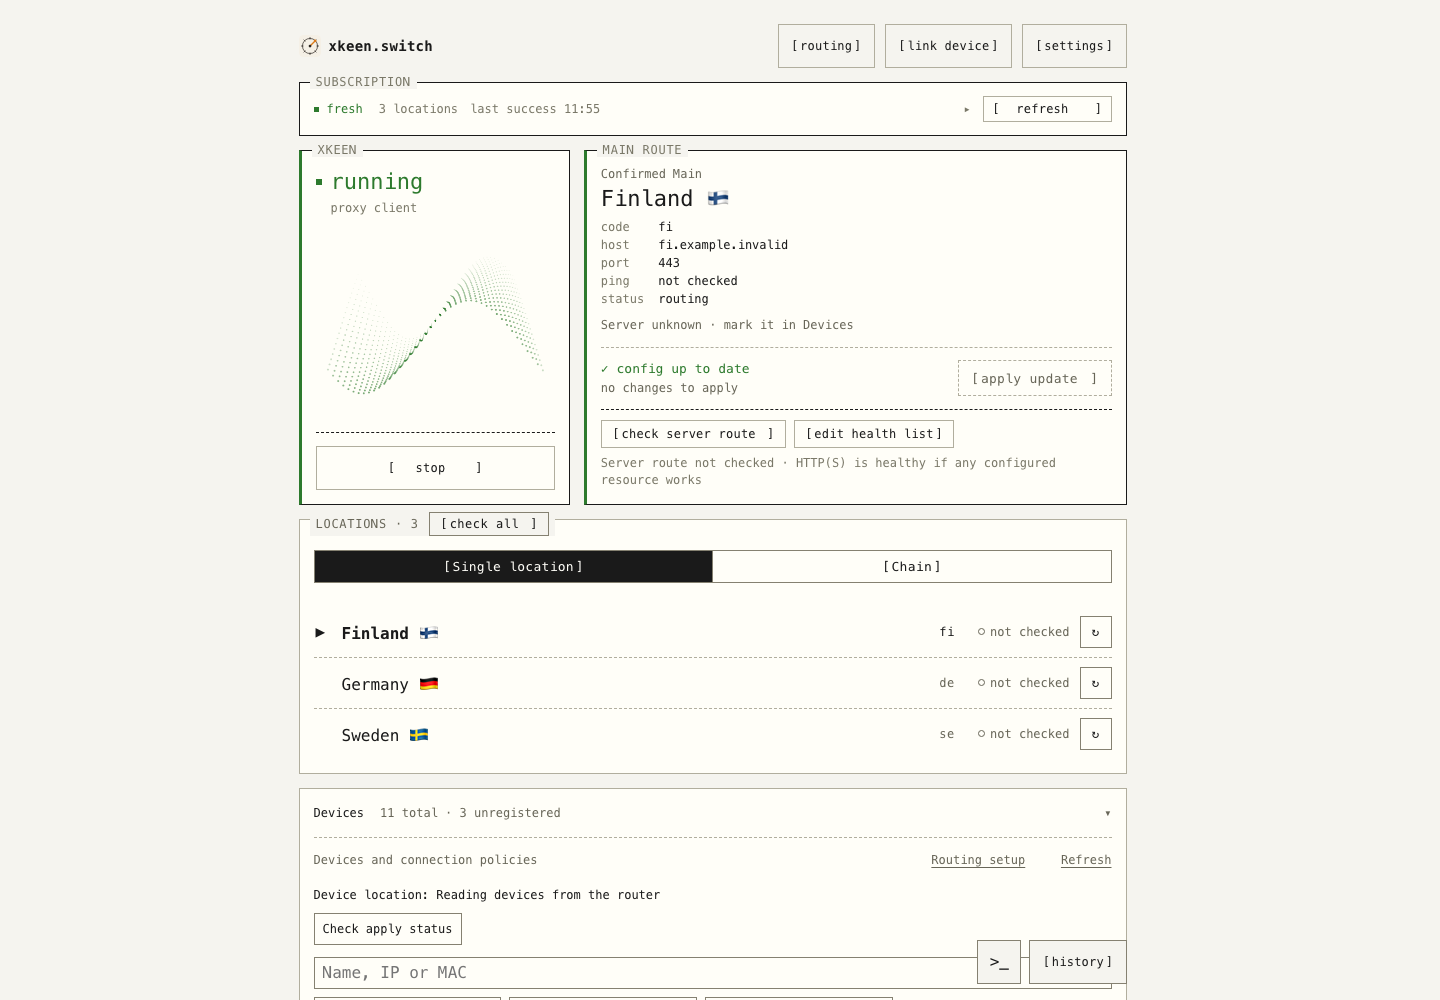 xkeen.switch
[routing] [link device] [settings]
SUBSCRIPTION
fresh 3 locations last success 11:55 ▸ [ refresh ]
XKEEN
running
proxy client
[ stop ]
MAIN ROUTE
Confirmed Main
Finland 🇫🇮
code fi
host fi.example.invalid
port 443
ping not checked
status routing
Server unknown · mark it in Devices
✓ config up to date
no changes to apply
[apply update ]
[check server route ] [edit health list]
Server route not checked · HTTP(S) is healthy if any configured
resource works
LOCATIONS · 3 [check all ]
[Single location] [Chain]
▶ Finland 🇫🇮 fi ○ not checked ↻
Germany 🇩🇪 de ○ not checked ↻
Sweden 🇸🇪 se ○ not checked ↻
Devices 11 total · 3 unregistered ▾
Devices and connection policies Routing setup Refresh
Device location: Reading devices from the router
Check apply status
Name, IP or MAC
>_ [history]